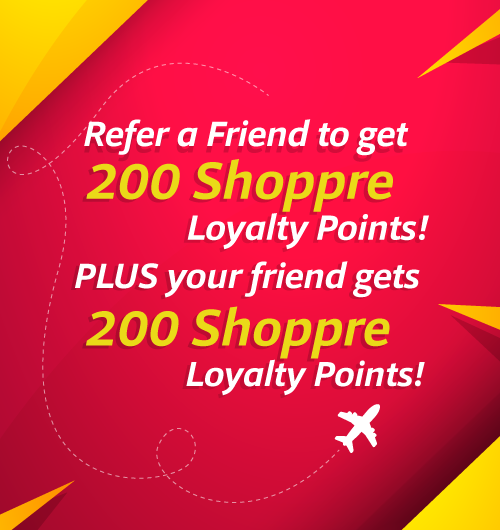 Refer a Friend to get
200 Shoppre
Loyalty Points!
PLUS your friend gets
200 Shoppre
Loyalty Points!